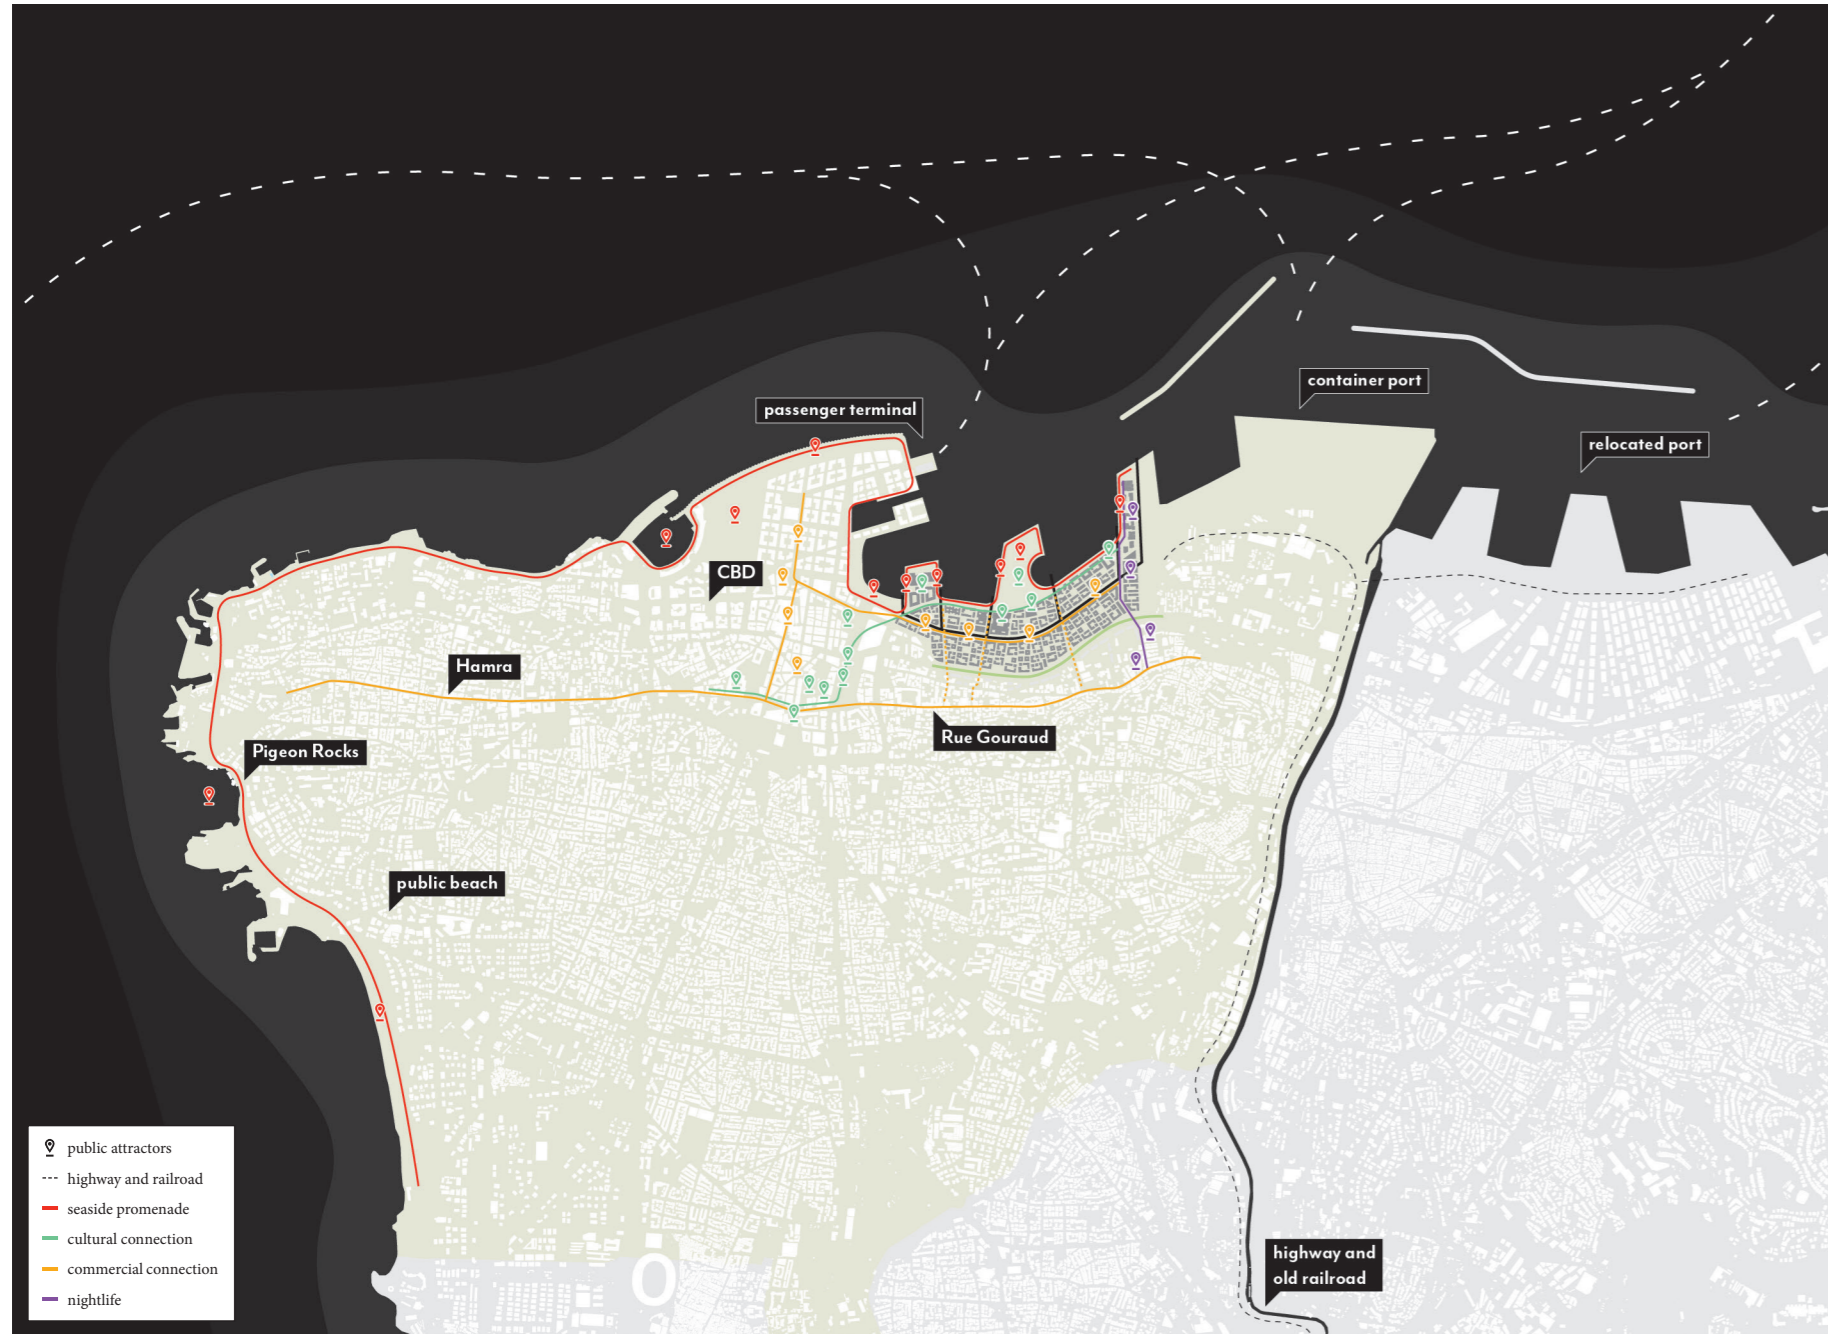 container port
passenger terminal
relocated port
CBD
Hamra
Rue Gouraud
Pigeon Rocks
public beach
public attractors
highway and railroad
seaside promenade
cultural connection
commercial connection
nightlife
highway and
old railroad